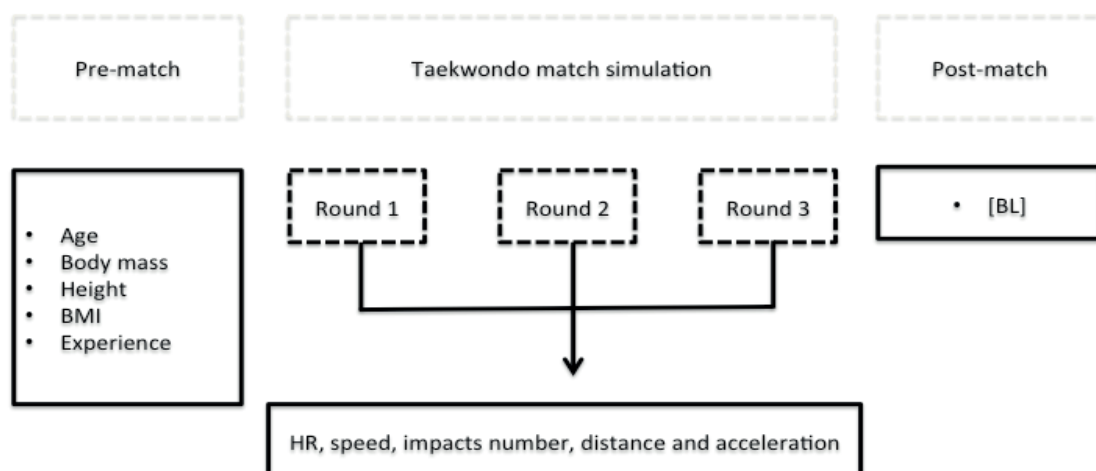 Pre-match
Taekwondo match simulation
Post-match
• Age
• Body mass
• Height
• BMI
• Experience
Round 1
Round 2
Round 3
• [BL]
HR, speed, impacts number, distance and acceleration